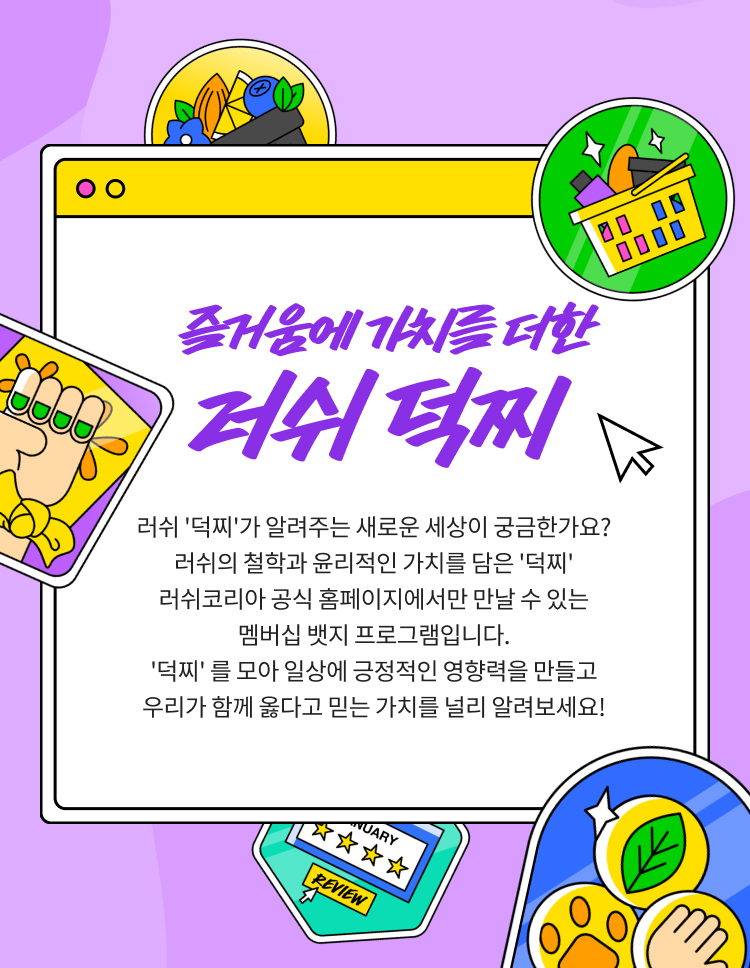 즐거움에 가치를 더한
러쉬 덕찌
러쉬 '덕찌'가 알려주는 새로운 세상이 궁금한가요?
러쉬의 철학과 윤리적인 가치를 담은 '덕찌'
러쉬코리아 공식 홈페이지에서만 만날 수 있는
멤버십 뱃지 프로그램입니다.
'덕찌' 를 모아 일상에 긍정적인 영향력을 만들고
우리가 함께 옳다고 믿는 가치를 널리 알려보세요!
NUARY
REVIEW